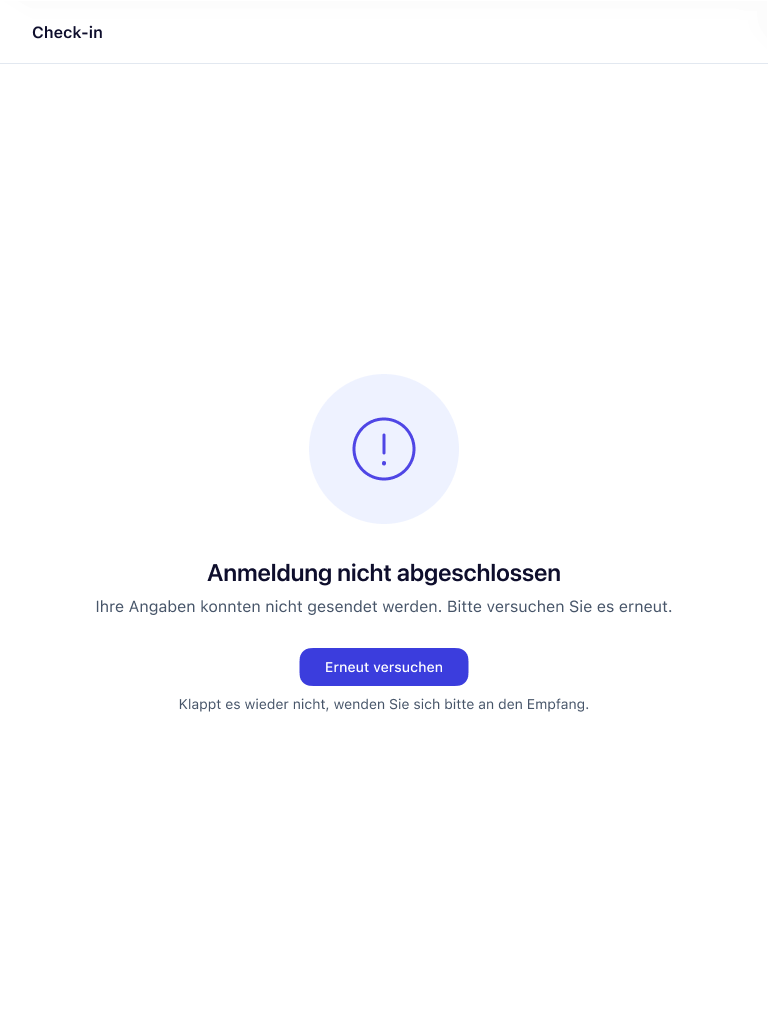 Check-in
Anmeldung nicht abgeschlossen
Ihre Angaben konnten nicht gesendet werden. Bitte versuchen Sie es erneut.
Erneut versuchen
Klappt es wieder nicht, wenden Sie sich bitte an den Empfang.